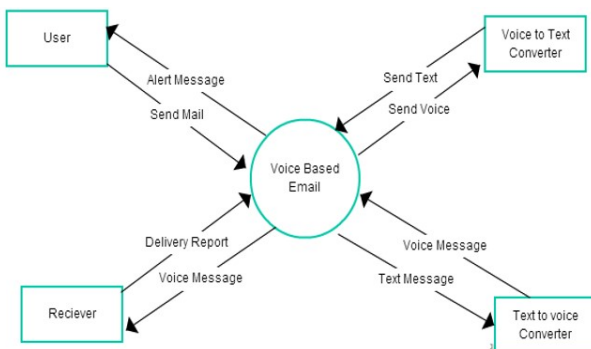 User
Voice to Text
Converter
Alert Message
Send Text
Send Mail
Send Voice
Voice Based
Email
Delivery Report
Voice Message
Voice Message
Text Message
Reciever
Text to voice
Converter